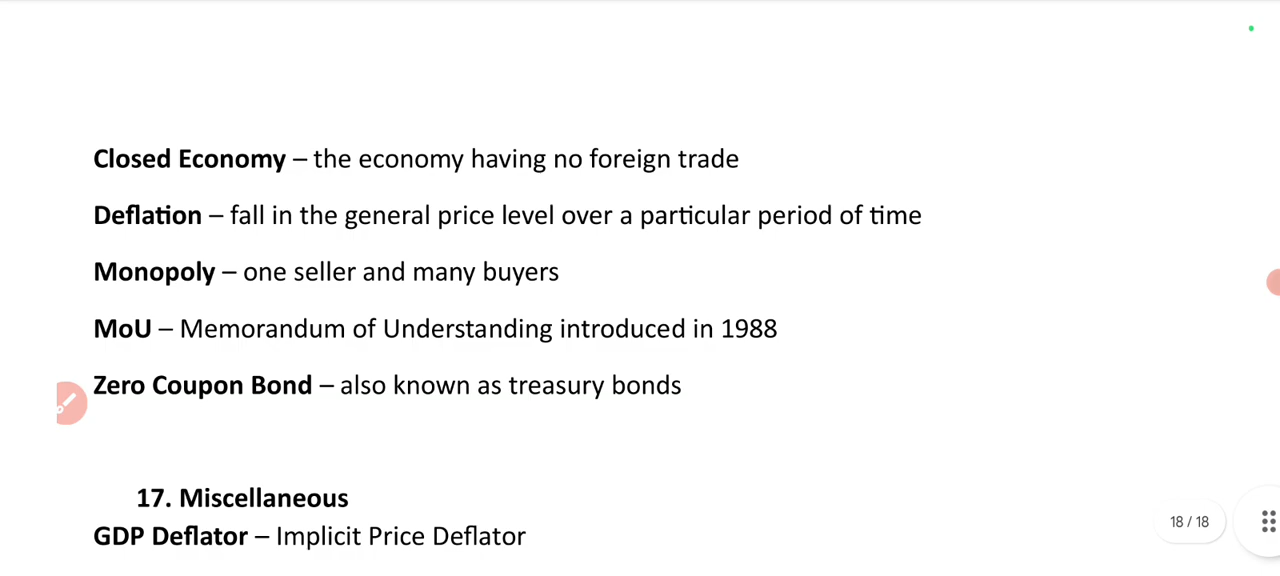 Closed Economy – the economy having no foreign trade
Deflation – fall in the general price level over a particular period of time
Monopoly – one seller and many buyers
MoU – Memorandum of Understanding introduced in 1988
Zero Coupon Bond – also known as treasury bonds
17. Miscellaneous
18 / 18
GDP Deflator – Implicit Price Deflator